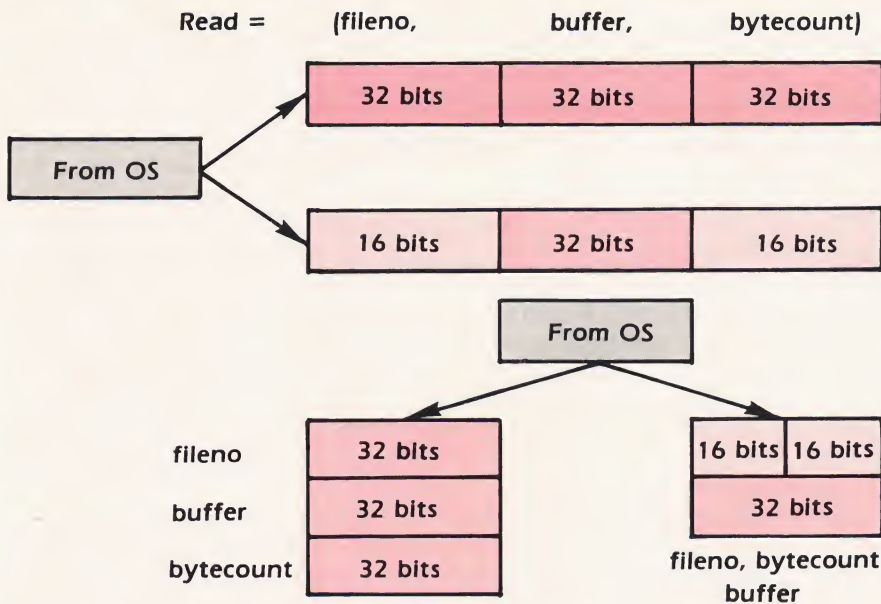 Read = (fileno, buffer, bytecount)
32 bits 32 bits 32 bits
From OS
16 bits 32 bits 16 bits
From OS
fileno 32 bits 16 bits 16 bits
buffer 32 bits 32 bits
bytecount 32 bits
fileno, bytecount
buffer